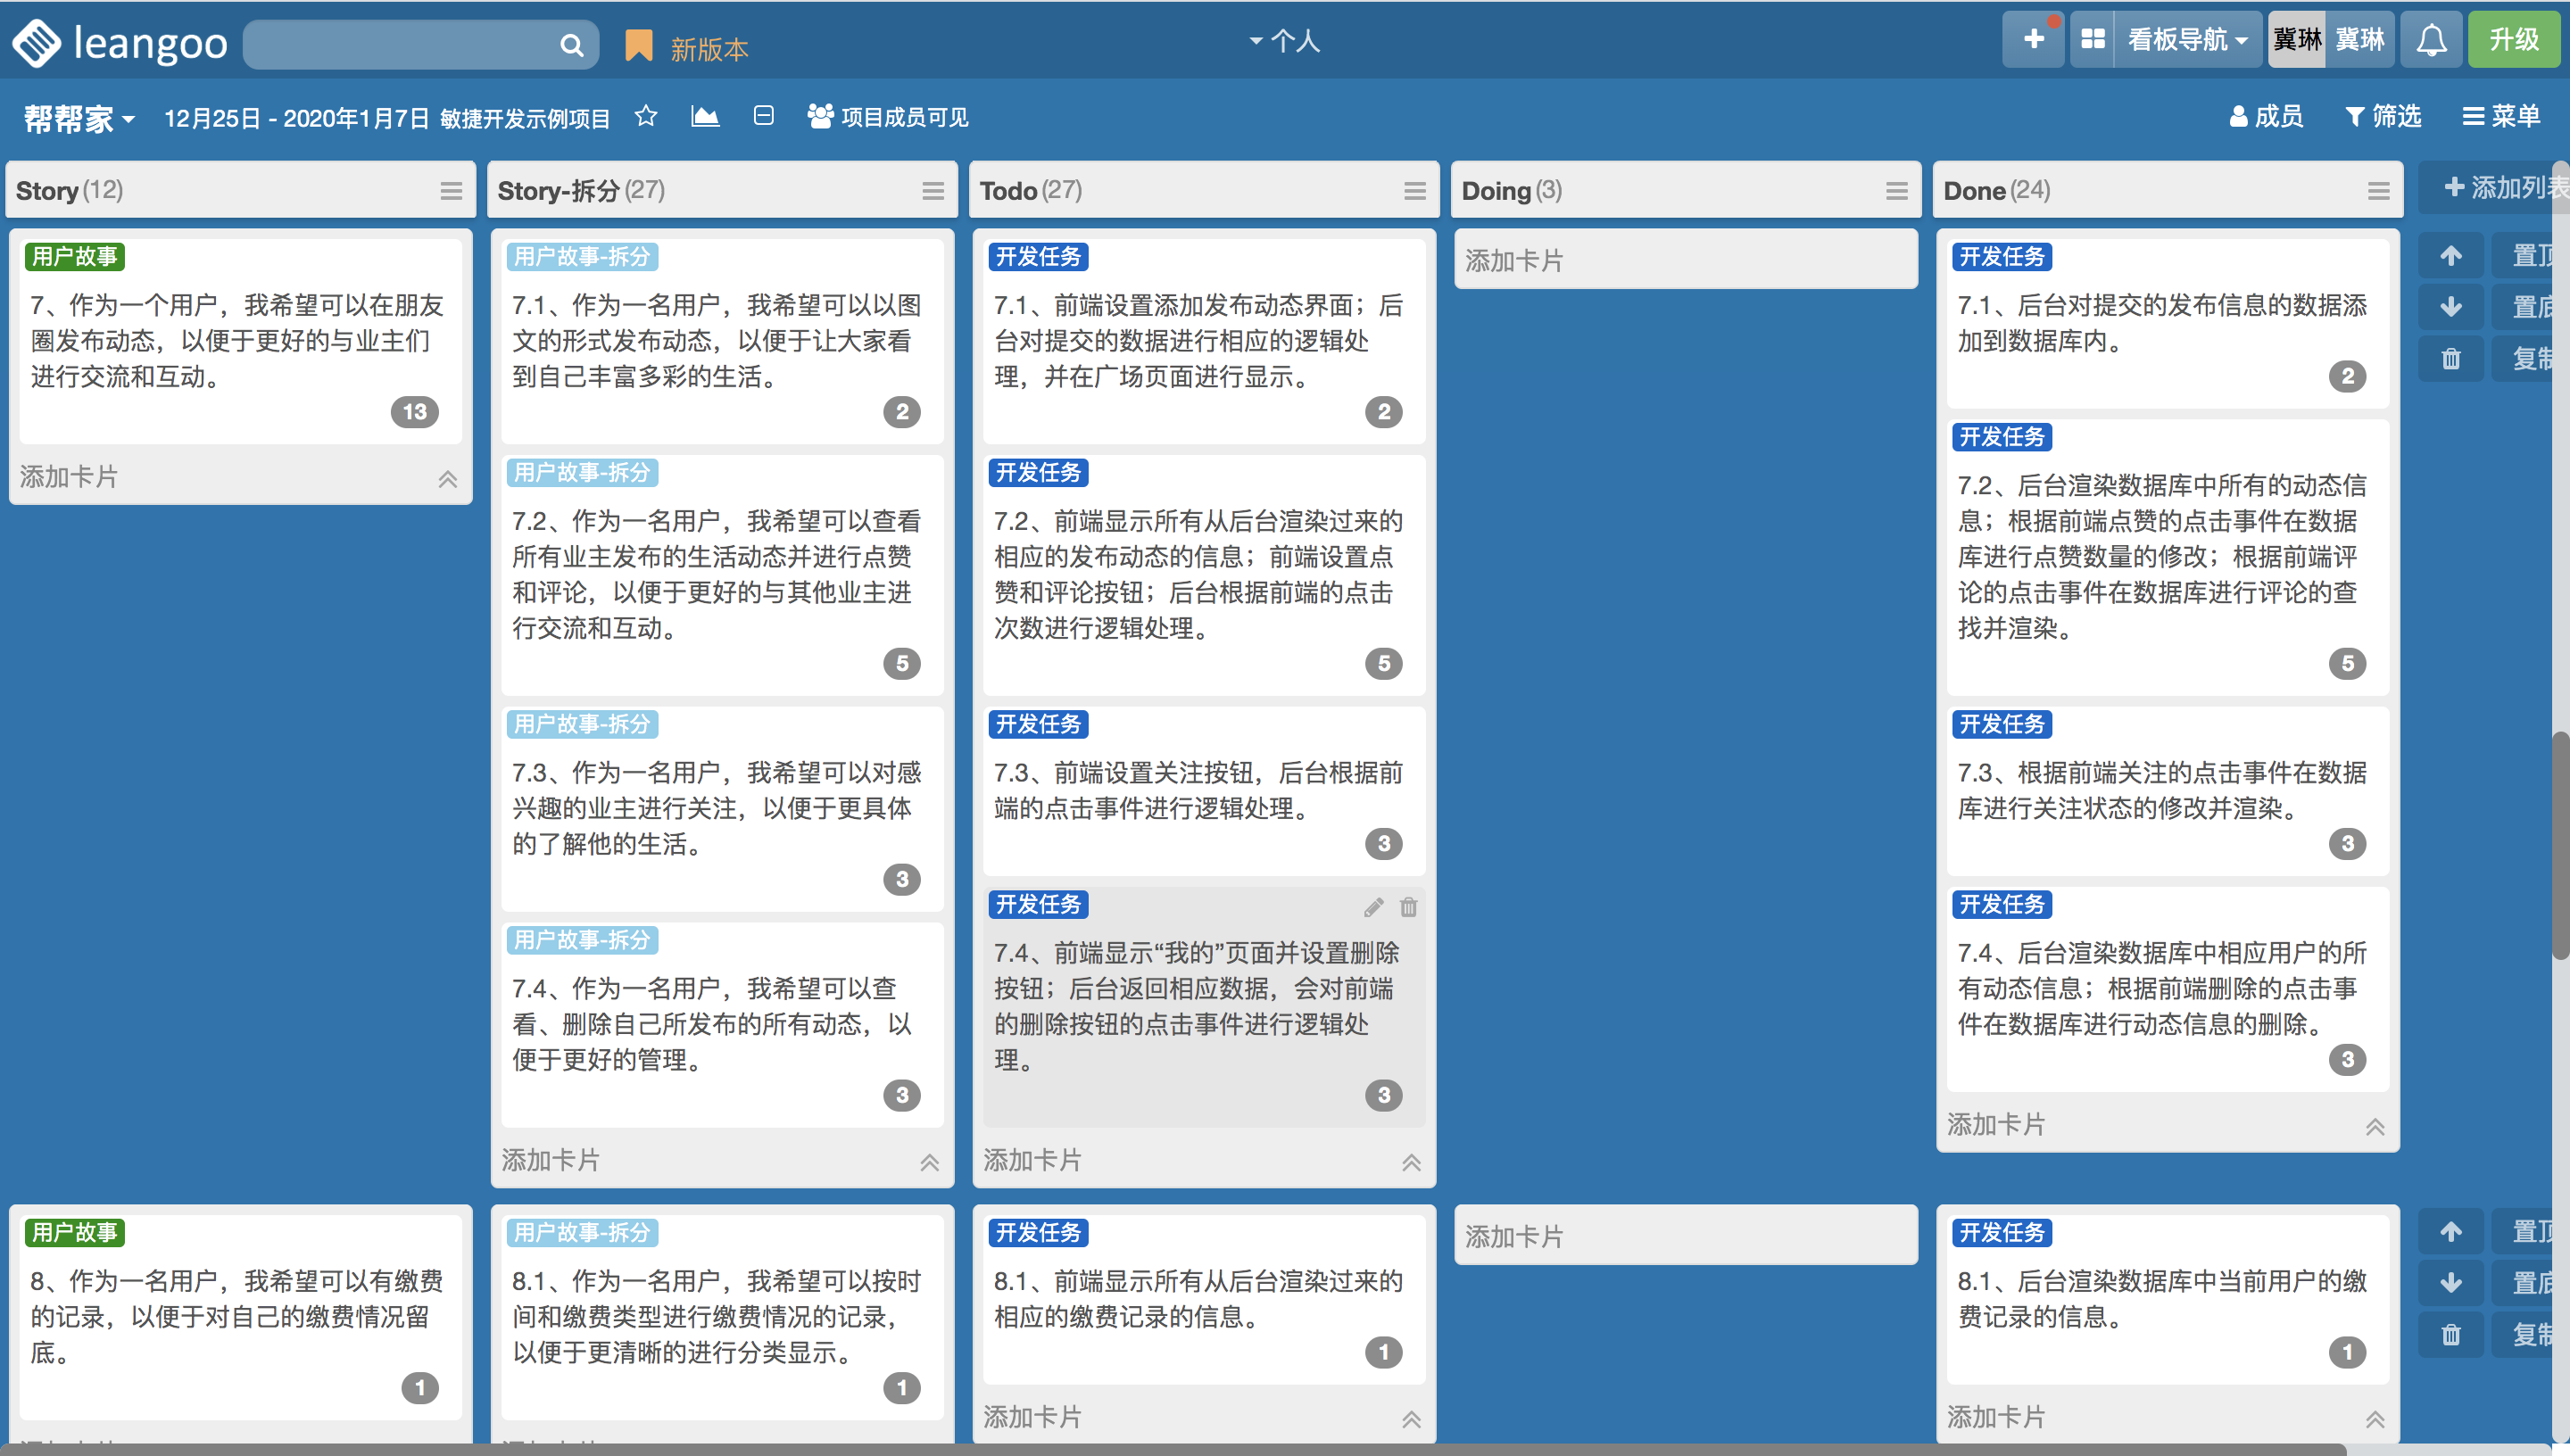 leangoo
新版本
个人
看板导航
冀琳
冀琳
升级
帮帮家
12月25日 - 2020年1月7日 敏捷开发示例项目
项目成员可见
成员
筛选
菜单
Story (12)
Story-拆分 (27)
Todo (27)
Doing (3)
Done (24)
添加列表
用户故事
7、作为一个用户，我希望可以在朋友
圈发布动态，以便于更好的与业主们
进行交流和互动。
13
添加卡片
用户故事-拆分
7.1、作为一名用户，我希望可以以图
文的形式发布动态，以便于让大家看
到自己丰富多彩的生活。
2
用户故事-拆分
7.2、作为一名用户，我希望可以查看
所有业主发布的生活动态并进行点赞
和评论，以便于更好的与其他业主进
行交流和互动。
5
用户故事-拆分
7.3、作为一名用户，我希望可以对感
兴趣的业主进行关注，以便于更具体
的了解他的生活。
3
用户故事-拆分
7.4、作为一名用户，我希望可以查
看、删除自己所发布的所有动态，以
便于更好的管理。
3
添加卡片
开发任务
7.1、前端设置添加发布动态界面；后
台对提交的数据进行相应的逻辑处
理，并在广场页面进行显示。
2
开发任务
7.2、前端显示所有从后台渲染过来的
相应的发布动态的信息；前端设置点
赞和评论按钮；后台根据前端的点击
次数进行逻辑处理。
5
开发任务
7.3、前端设置关注按钮，后台根据前
端的点击事件进行逻辑处理。
3
开发任务
7.4、前端显示“我的”页面并设置删除
按钮；后台返回相应数据，会对前端
的删除按钮的点击事件进行逻辑处
理。
3
添加卡片
添加卡片
开发任务
7.1、后台对提交的发布信息的数据添
加到数据库内。
2
开发任务
7.2、后台渲染数据库中所有的动态信
息；根据前端点赞的点击事件在数据
库进行点赞数量的修改；根据前端评
论的点击事件在数据库进行评论的查
找并渲染。
5
开发任务
7.3、根据前端关注的点击事件在数据
库进行关注状态的修改并渲染。
3
开发任务
7.4、后台渲染数据库中相应用户的所
有动态信息；根据前端删除的点击事
件在数据库进行动态信息的删除。
3
添加卡片
置顶
置底
复制
用户故事
8、作为一名用户，我希望可以有缴费
的记录，以便于对自己的缴费情况留
底。
1
用户故事-拆分
8.1、作为一名用户，我希望可以按时
间和缴费类型进行缴费情况的记录，
以便于更清晰的进行分类显示。
1
开发任务
8.1、前端显示所有从后台渲染过来的
相应的缴费记录的信息。
1
添加卡片
添加卡片
开发任务
8.1、后台渲染数据库中当前用户的缴
费记录的信息。
1
添加卡片
置顶
置底
复制